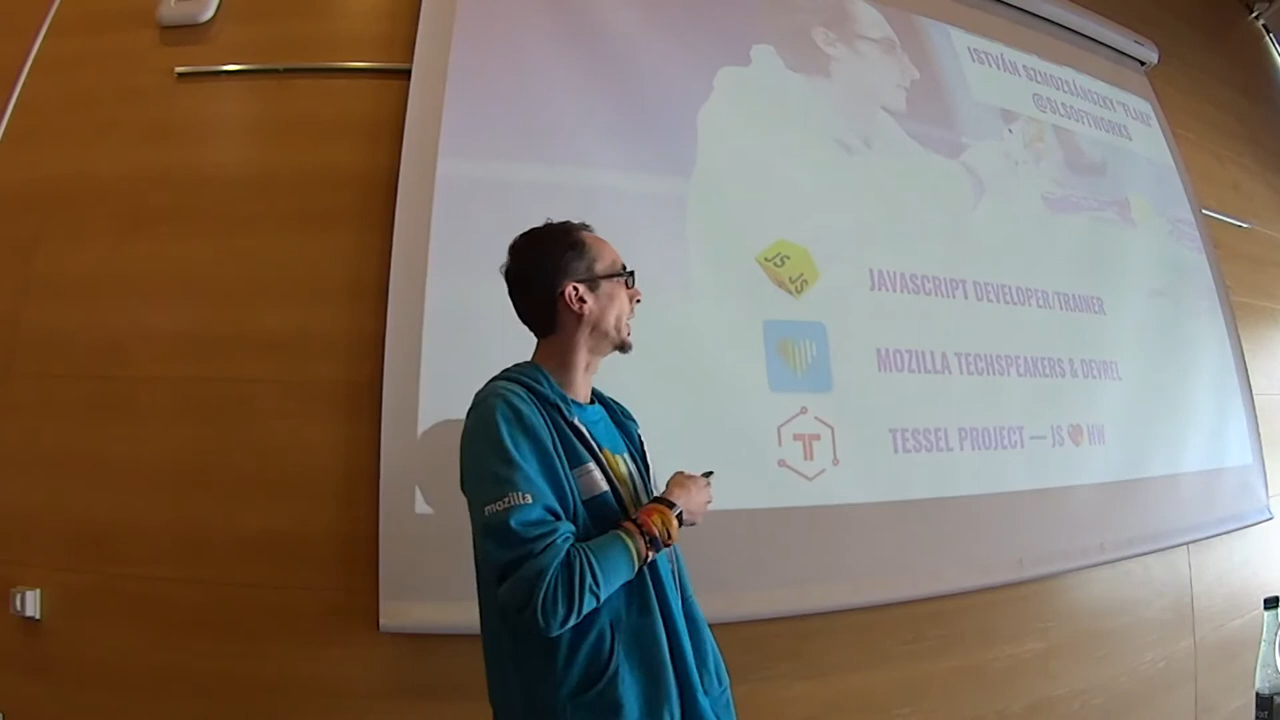 ISTVÁN SZMOZSÁNSZKY "FLAKI"
@SLSOFTWORKS
JS JS
JAVASCRIPT DEVELOPER/TRAINER
MOZILLA TECHSPEAKERS & DEVREL
T
TESSEL PROJECT — JS ❤ HW
mozilla